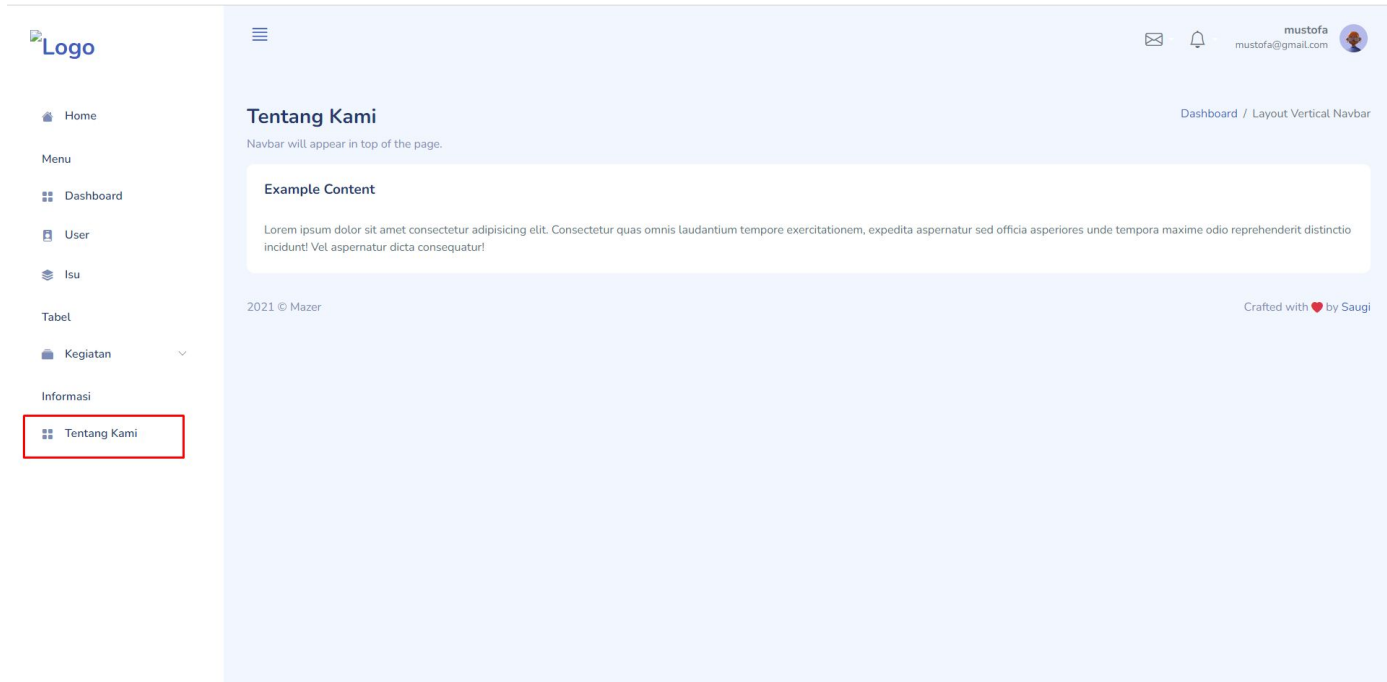 Logo
mustofa
mustofa@gmail.com
Home
Menu
Dashboard
User
Isu
Tabel
Kegiatan
Informasi
Tentang Kami
Tentang Kami
Dashboard / Layout Vertical Navbar
Navbar will appear in top of the page.
Example Content
Lorem ipsum dolor sit amet consectetur adipisicing elit. Consectetur quas omnis laudantium tempore exercitationem, expedita aspernatur sed officia asperiores unde tempora maxime odio reprehenderit distinctio
incidunt! Vel aspernatur dicta consequatur!
2021 © Mazer
Crafted with ❤ by Saugi